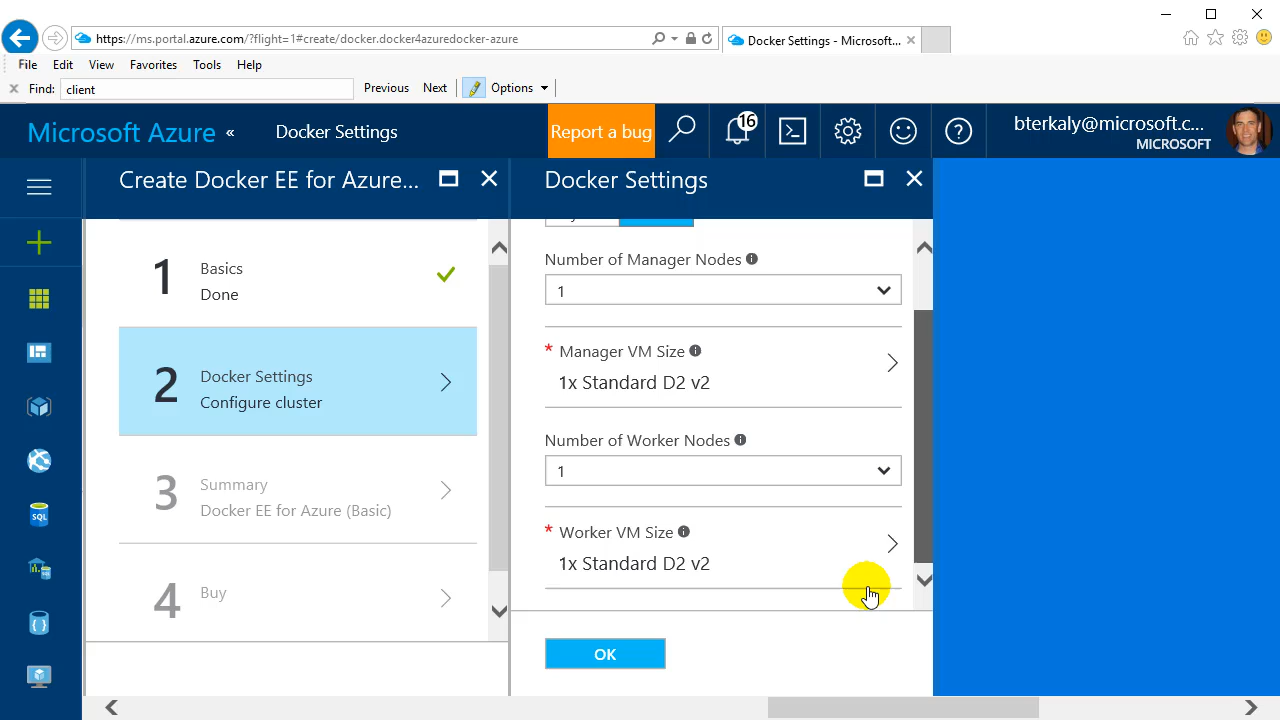 https://ms.portal.azure.com/?flight=1#create/docker.docker4azuredocker-azure
Docker Settings - Microsoft...
File Edit View Favorites Tools Help
Find: client Previous Next Options
Microsoft Azure « Docker Settings Report a bug 16 bterkaly@microsoft.c...
MICROSOFT
Create Docker EE for Azure...
1 Basics
Done
2 Docker Settings
Configure cluster
3 Summary
Docker EE for Azure (Basic)
4 Buy
SQL
Docker Settings
Number of Manager Nodes
1
* Manager VM Size
1x Standard D2 v2
Number of Worker Nodes
1
* Worker VM Size
1x Standard D2 v2
OK